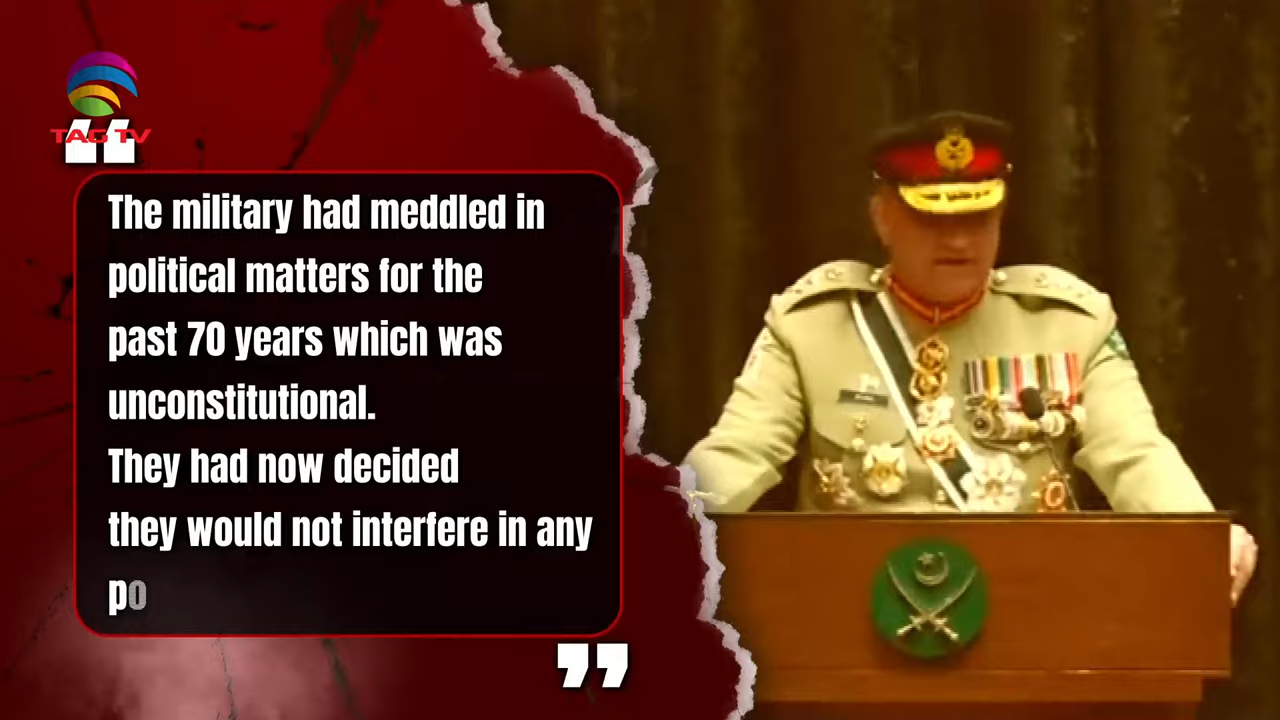 TAG TV
The military had meddled in
political matters for the
past 70 years which was
unconstitutional.
They had now decided
they would not interfere in any
po